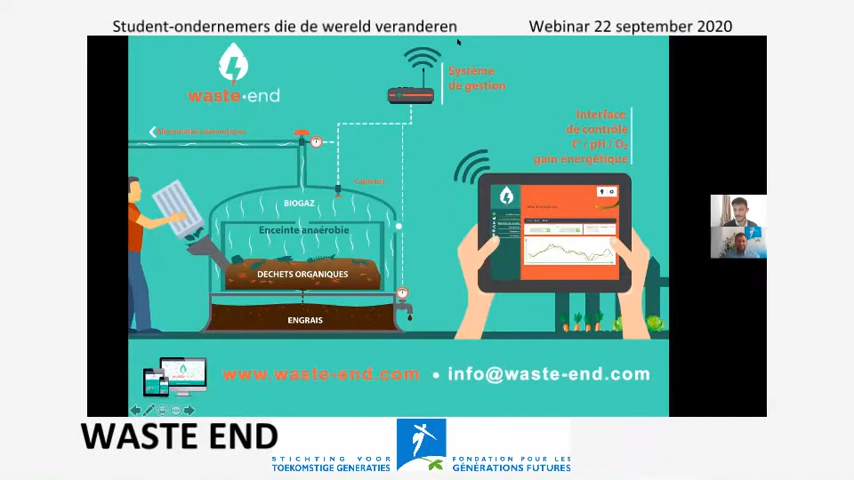 Student-ondernemers die de wereld veranderen
Webinar 22 september 2020
waste·end
Système
de gestion
Interface
de contrôle
t° / pH / O₂
gain energétique
Capteur
BIOGAZ
Enceinte anaérobie
DECHETS ORGANIQUES
ENGRAIS
www.waste-end.com • info@waste-end.com
WASTE END
STICHTING VOOR
TOEKOMSTIGE GENERATIES
FONDATION POUR LES
GÉNÉRATIONS FUTURES